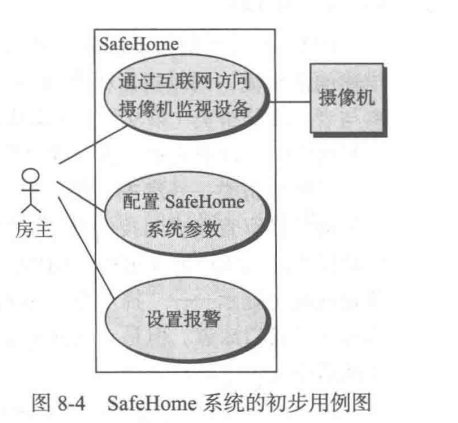 SafeHome
通过互联网访问
摄像机监视设备
摄像机
配置 SafeHome
系统参数
房主
设置报警
图 8-4 SafeHome 系统的初步用例图